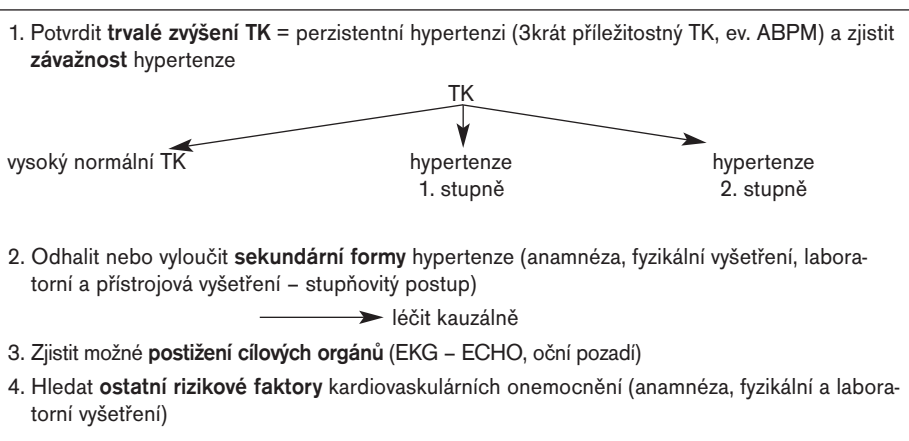 1. Potvrdit trvalé zvýšení TK = perzistentní hypertenzi (3krát příležitostný TK, ev. ABPM) a zjistit
závažnost hypertenze
TK
vysoký normální TK
hypertenze
1. stupně
hypertenze
2. stupně
2. Odhalit nebo vyloučit sekundární formy hypertenze (anamnéza, fyzikální vyšetření, labora-
torní a přístrojová vyšetření – stupňovitý postup)
léčit kauzálně
3. Zjistit možné postižení cílových orgánů (EKG – ECHO, oční pozadí)
4. Hledat ostatní rizikové faktory kardiovaskulárních onemocnění (anamnéza, fyzikální a labora-
torní vyšetření)